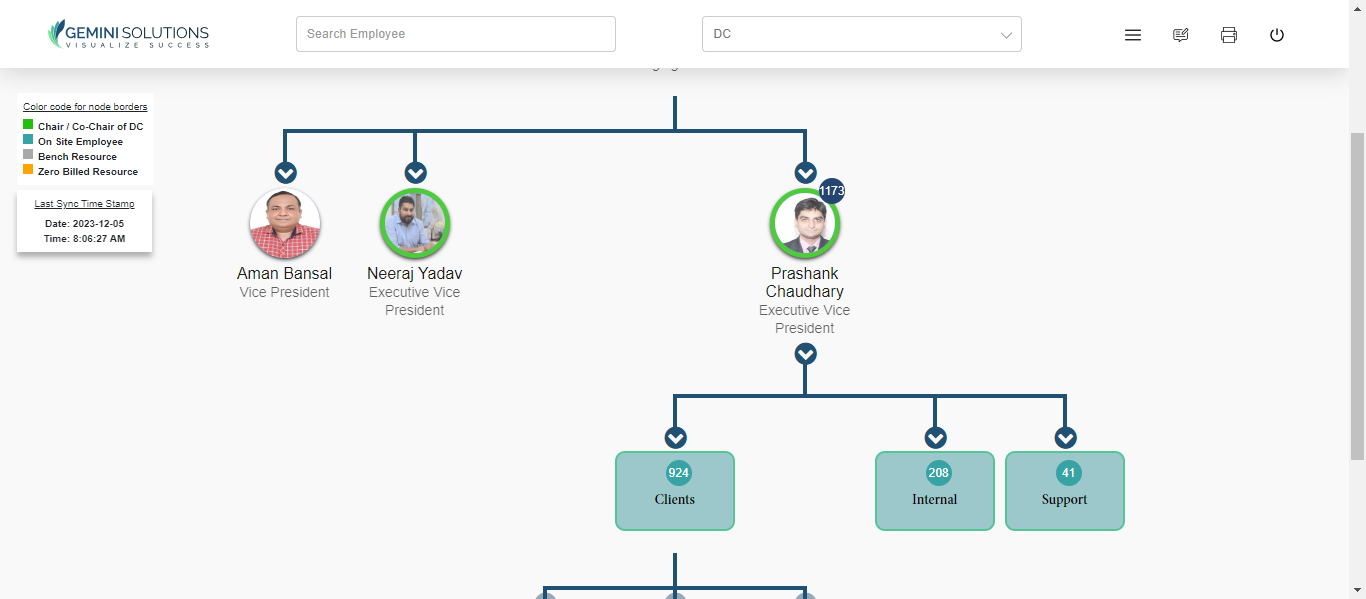 GEMINI SOLUTIONS
VISUALIZE SUCCESS
Search Employee
DC
Color code for node borders
Chair / Co-Chair of DC
On Site Employee
Bench Resource
Zero Billed Resource
Last Sync Time Stamp
Date: 2023-12-05
Time: 8:06:27 AM
1173
Aman Bansal
Vice President
Neeraj Yadav
Executive Vice
President
Prashank
Chaudhary
Executive Vice
President
924
Clients
208
Internal
41
Support